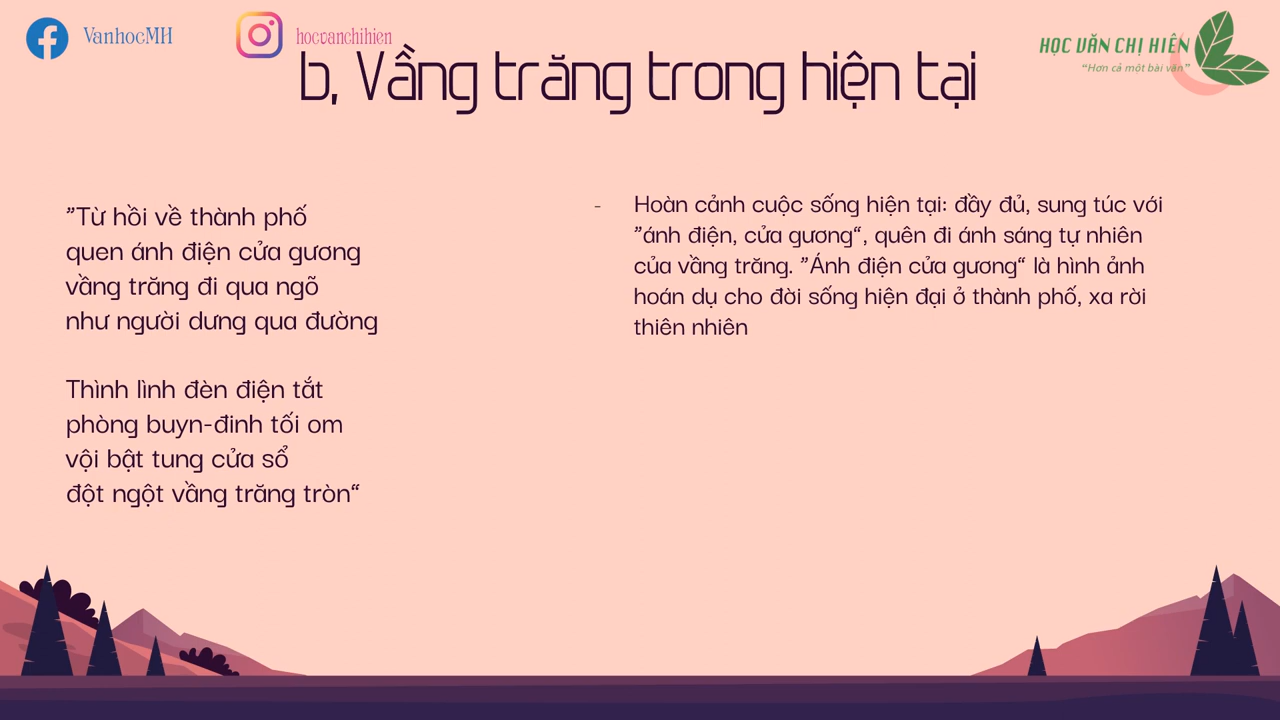 VanhocMH
hocvanchihien
HỌC VĂN CHỊ HIÊN
“Hơn cả một bài văn”
b, Vầng trăng trong hiện tại
”Từ hồi về thành phố
quen ánh điện cửa gương
vầng trăng đi qua ngõ
như người dưng qua đường
Thình lình đèn điện tắt
phòng buyn-đinh tối om
vội bật tung cửa sổ
đột ngột vầng trăng tròn“
- Hoàn cảnh cuộc sống hiện tại: đầy đủ, sung túc với
”ánh điện, cửa gương“, quên đi ánh sáng tự nhiên
của vầng trăng. ”Ánh điện cửa gương“ là hình ảnh
hoán dụ cho đời sống hiện đại ở thành phố, xa rời
thiên nhiên